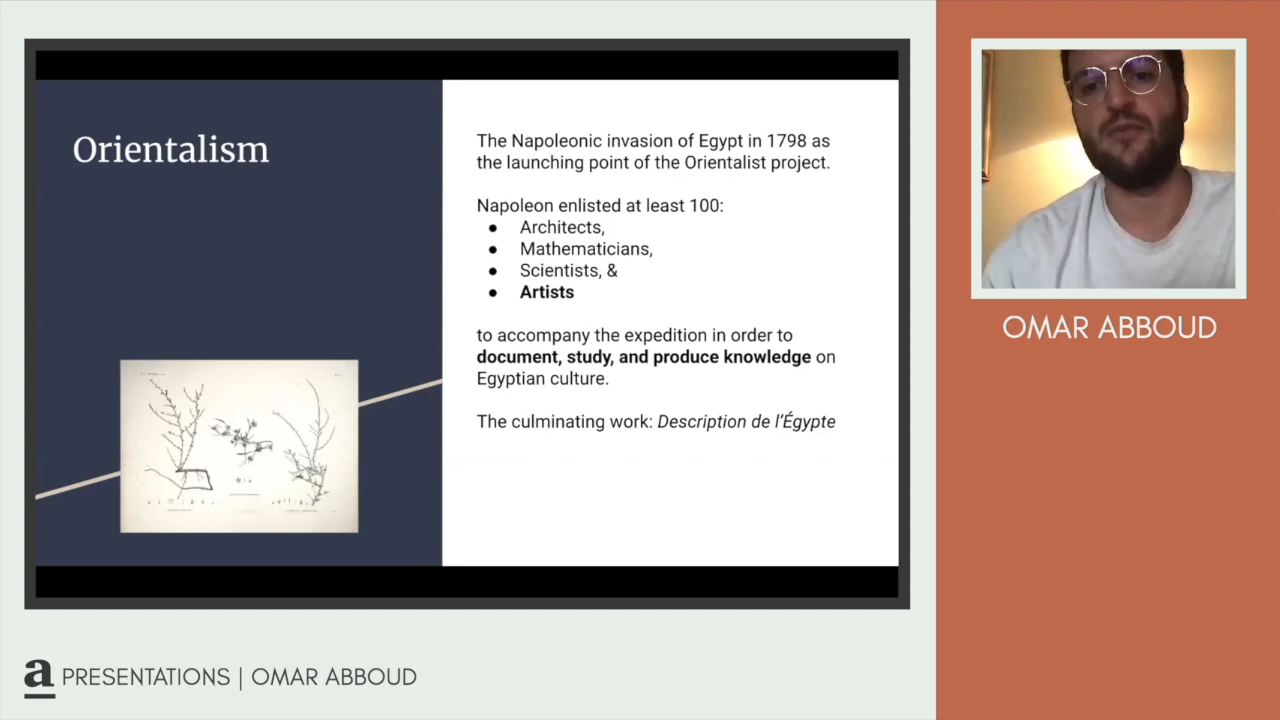 Orientalism
The Napoleonic invasion of Egypt in 1798 as
the launching point of the Orientalist project.
Napoleon enlisted at least 100:
● Architects,
● Mathematicians,
● Scientists, &
● Artists
to accompany the expedition in order to
document, study, and produce knowledge on
Egyptian culture.
The culminating work: Description de l'Égypte
OMAR ABBOUD
a PRESENTATIONS | OMAR ABBOUD